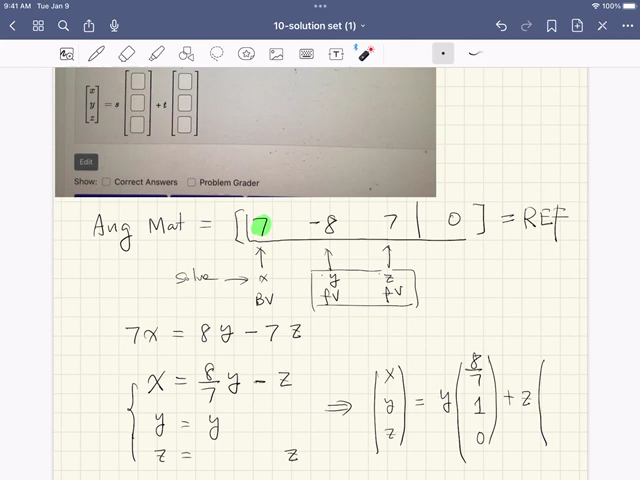 9:41 AM Tue Jan 9
100%
10-solution set (1)
T
x
y = s + t
z
Edit
Show: Correct Answers Problem Grader
Aug Mat = [ 7 -8 7 | 0 ] = REF
solve → x y z
BV fV fV
7x = 8y - 7z
x = 8/7 y - z
y = y
z = z
⇒ (x y z) = y (8/7 1 0) + z (